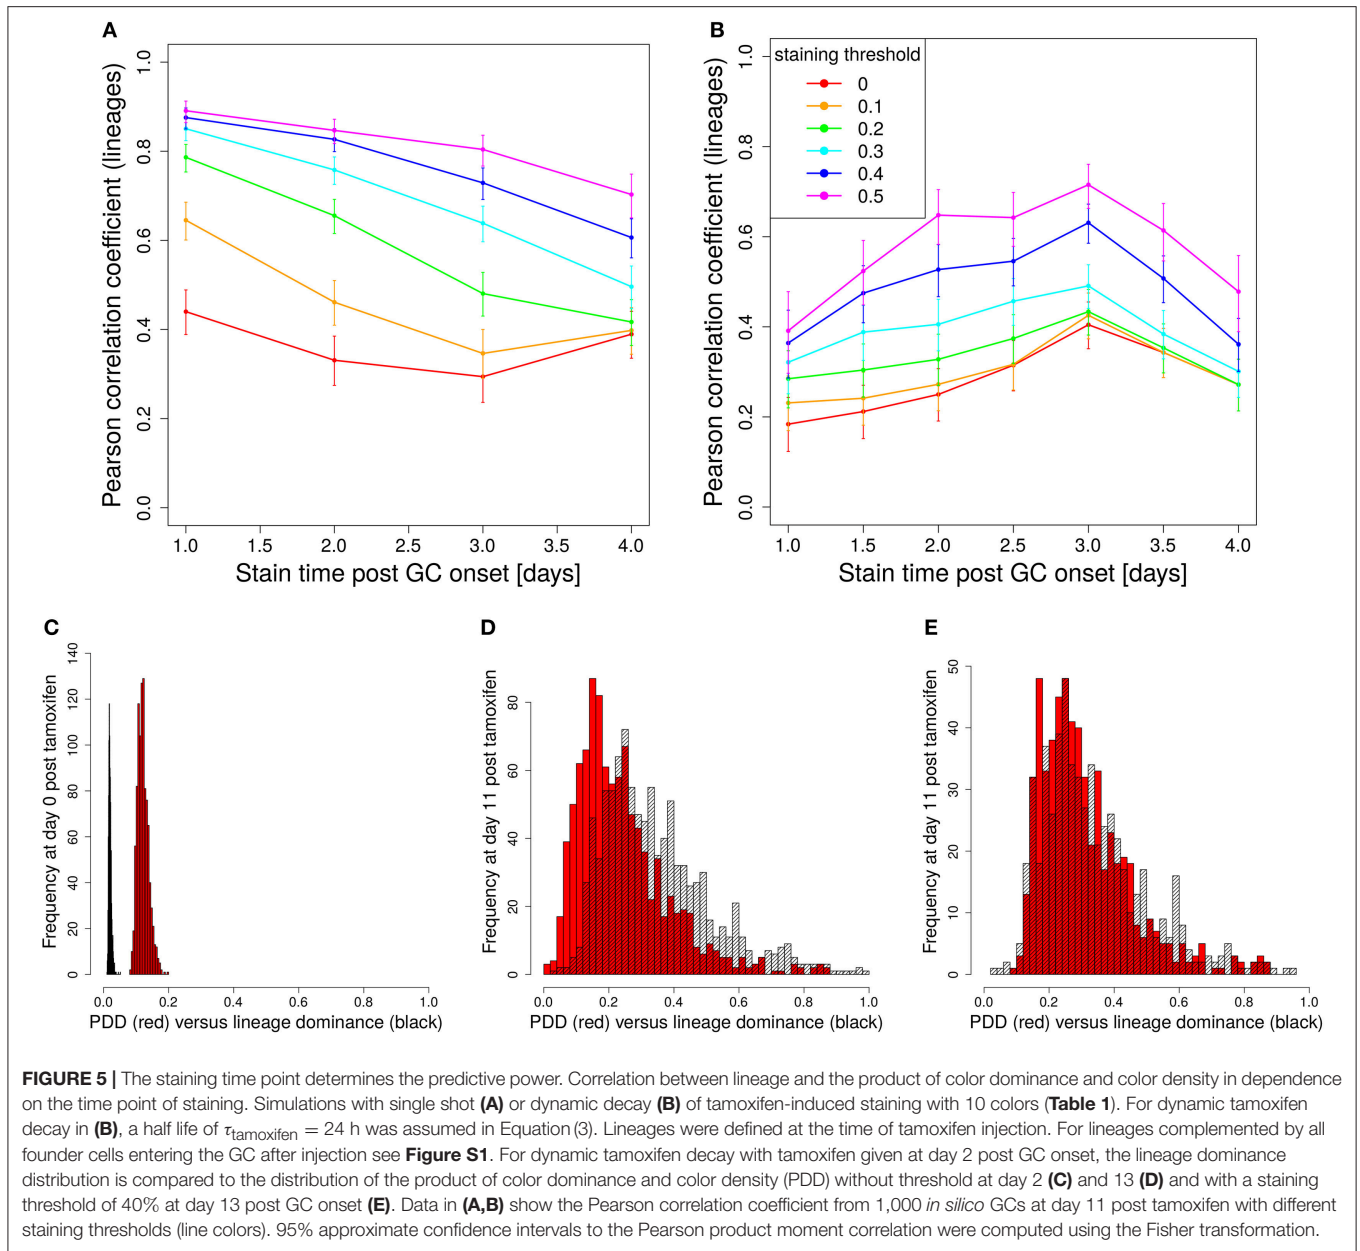 A
Pearson correlation coefficient (lineages)
1.0
0.8
0.6
0.4
0.2
0.0
1.0 1.5 2.0 2.5 3.0 3.5 4.0
Stain time post GC onset [days]
B
Pearson correlation coefficient (lineages)
1.0
0.8
0.6
0.4
0.2
0.0
staining threshold
0
0.1
0.2
0.3
0.4
0.5
1.0 1.5 2.0 2.5 3.0 3.5 4.0
Stain time post GC onset [days]
C
Frequency at day 0 post tamoxifen
140
120
100
80
60
40
20
0
0.0 0.2 0.4 0.6 0.8 1.0
PDD (red) versus lineage dominance (black)
D
Frequency at day 11 post tamoxifen
80
60
40
20
0
0.0 0.2 0.4 0.6 0.8 1.0
PDD (red) versus lineage dominance (black)
E
Frequency at day 11 post tamoxifen
50
40
30
20
10
0
0.0 0.2 0.4 0.6 0.8 1.0
PDD (red) versus lineage dominance (black)
FIGURE 5 | The staining time point determines the predictive power. Correlation between lineage and the product of color dominance and color density in dependence
on the time point of staining. Simulations with single shot (A) or dynamic decay (B) of tamoxifen-induced staining with 10 colors (Table 1). For dynamic tamoxifen
decay in (B), a half life of τtamoxifen = 24 h was assumed in Equation (3). Lineages were defined at the time of tamoxifen injection. For lineages complemented by all
founder cells entering the GC after injection see Figure S1. For dynamic tamoxifen decay with tamoxifen given at day 2 post GC onset, the lineage dominance
distribution is compared to the distribution of the product of color dominance and color density (PDD) without threshold at day 2 (C) and 13 (D) and with a staining
threshold of 40% at day 13 post GC onset (E). Data in (A,B) show the Pearson correlation coefficient from 1,000 in silico GCs at day 11 post tamoxifen with different
staining thresholds (line colors). 95% approximate confidence intervals to the Pearson product moment correlation were computed using the Fisher transformation.